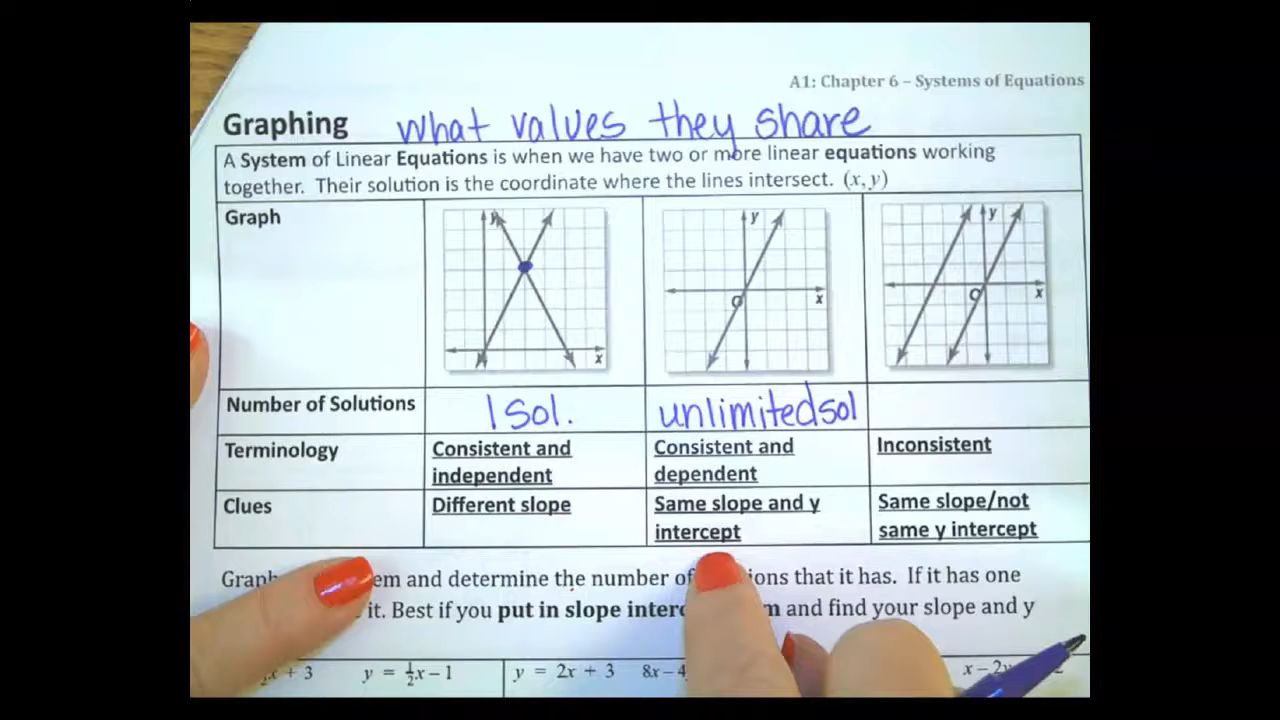 A1: Chapter 6 – Systems of Equations
Graphing what values they share
A System of Linear Equations is when we have two or more linear equations working
together. Their solution is the coordinate where the lines intersect. (x, y)
Graph
y
x
y
O
x
y
O
x
Number of Solutions 1 sol. unlimited sol
Terminology Consistent and independent Consistent and dependent Inconsistent
Clues Different slope Same slope and y intercept Same slope/not same y intercept
em and determine the number of ions that it has. If it has one
it. Best if you put in slope and find your slope and y
x + 3 y = ½x – 1 y = 2x + 3 8x – 4 x – 2